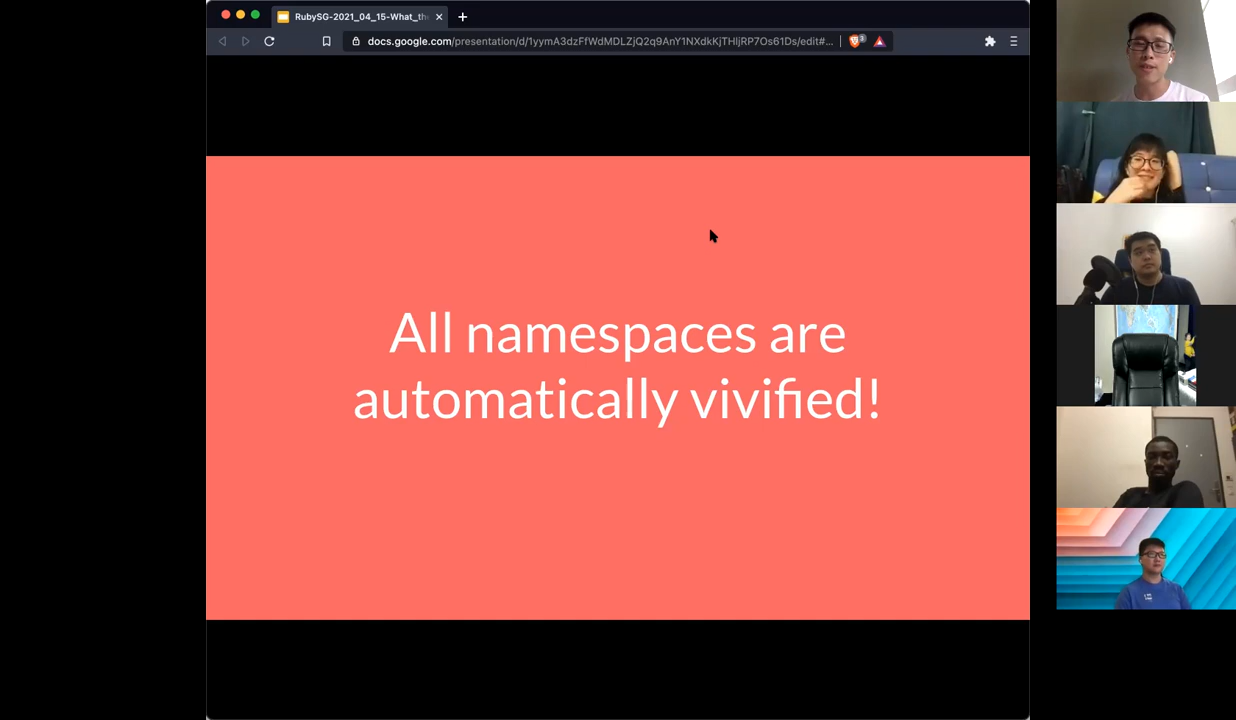 RubySG-2021_04_15-What_th
docs.google.com/presentation/d/1yymA3dzFfWdMDLZjQ2q9AnY1NXdkKjTHljRP7Os61Ds/edit#...
All namespaces are
automatically vivified!